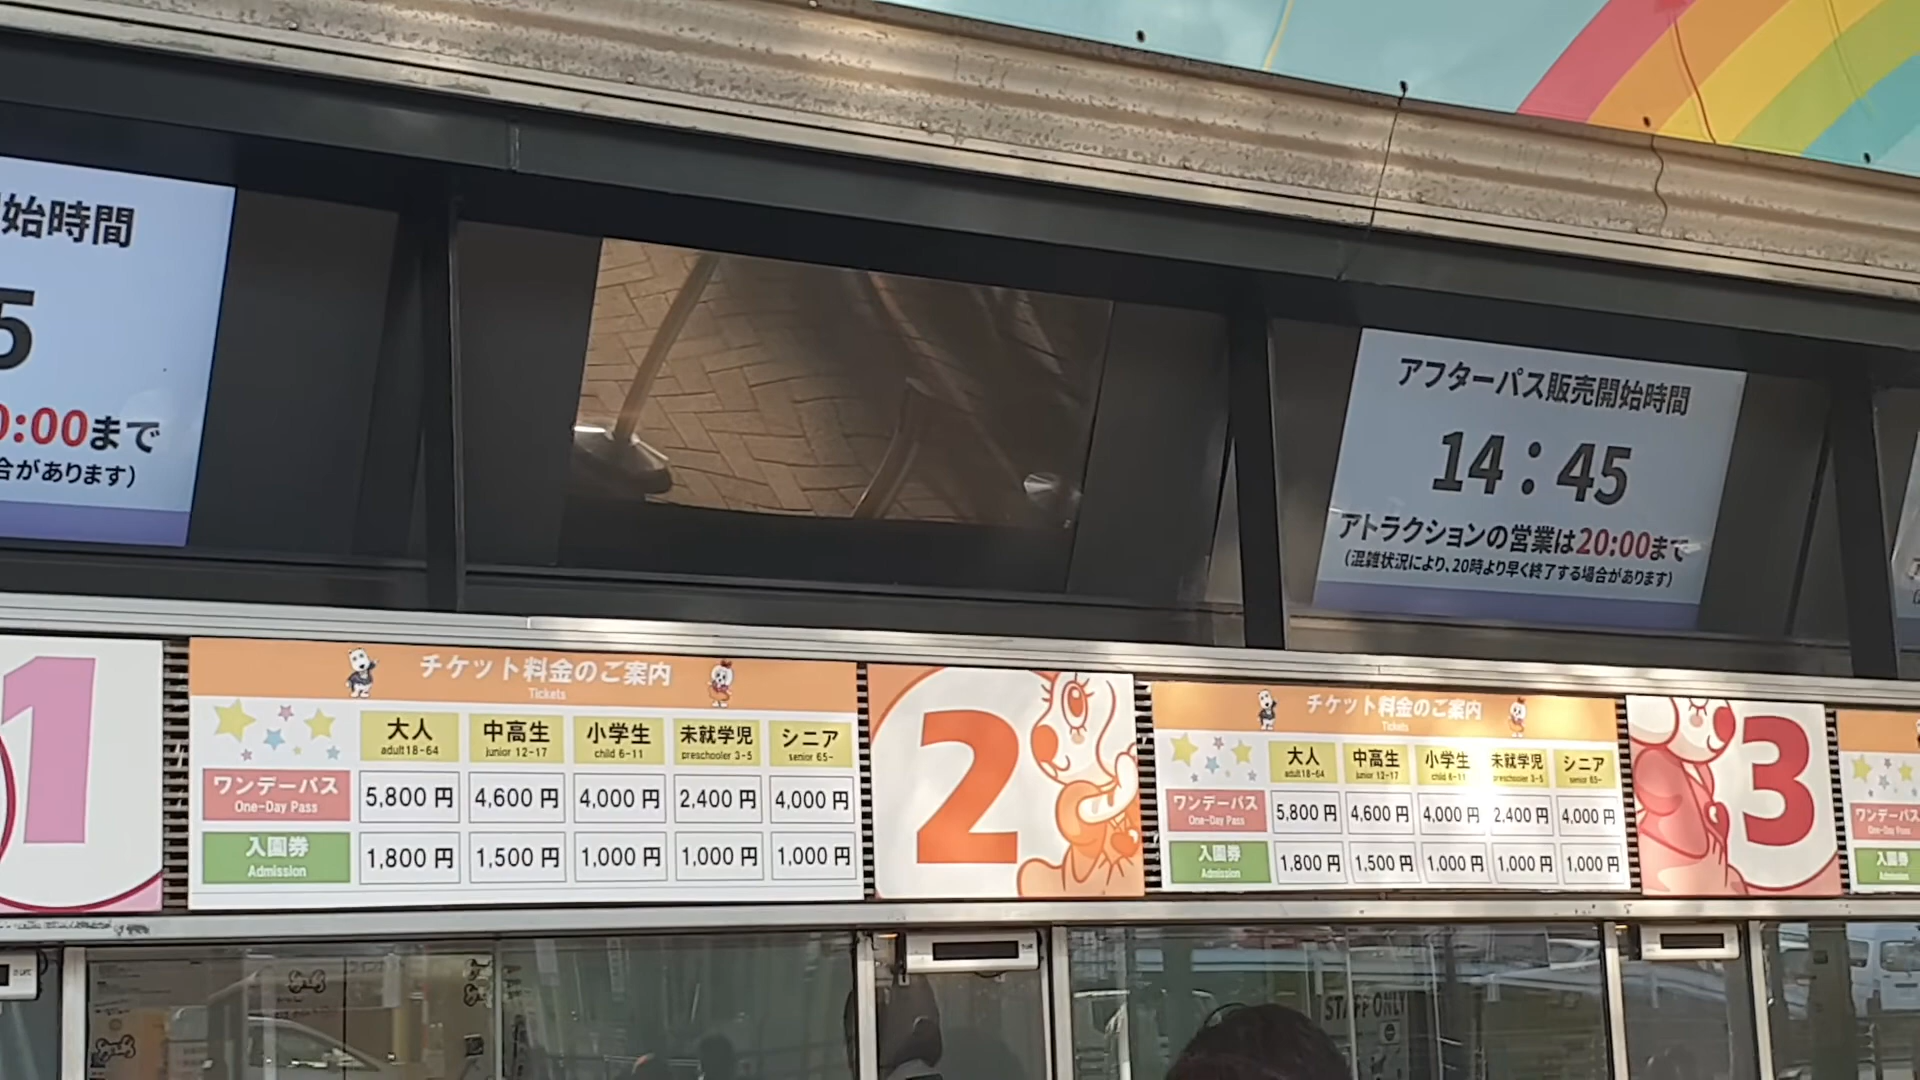 始時間
5
0:00まで
合があります）
アフターパス販売開始時間
14：45
アトラクションの営業は20:00まで
（混雑状況により、20時より早く終了する場合があります）
1
チケット料金のご案内
Tickets
大人 中高生 小学生 未就学児 シニア
adult 18-64 junior 12-17 child 6-11 preschooler 3-5 senior 65-
ワンデーパス
One-Day Pass
5,800 円 4,600 円 4,000 円 2,400 円 4,000 円
入園券
Admission
1,800 円 1,500 円 1,000 円 1,000 円 1,000 円
2
チケット料金のご案内
Tickets
大人 中高生 小学生 未就学児 シニア
adult 18-64 junior 12-17 child 6-11 preschooler 3-5 senior 65-
ワンデーパス
One-Day Pass
5,800 円 4,600 円 4,000 円 2,400 円 4,000 円
入園券
Admission
1,800 円 1,500 円 1,000 円 1,000 円 1,000 円
3
ワンデーパス
One-Day Pass
入園券
Admission
STAFF ONLY